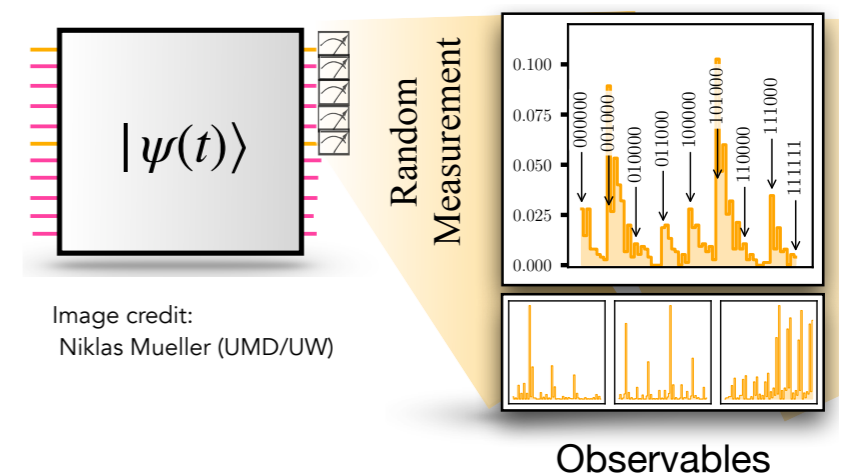 |ψ(t)⟩
Image credit:
Niklas Mueller (UMD/UW)
Random
Measurement
0.100
0.075
0.050
0.025
0.000
000000
001000
010000
011000
100000
101000
110000
111000
111111
Observables